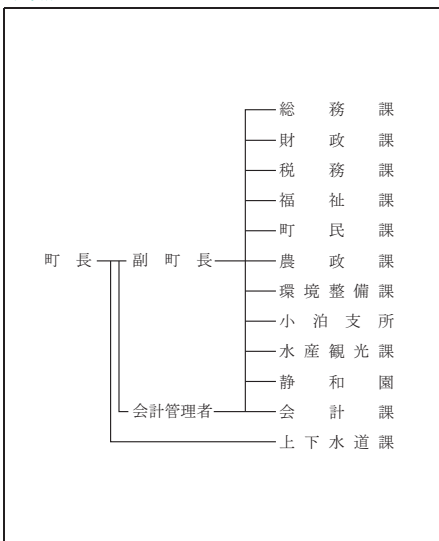 総務課
財政課
税務課
福祉課
町民課
町長 副町長 農政課
環境整備課
小泊支所
水産観光課
静和園
会計管理者 会計課
上下水道課